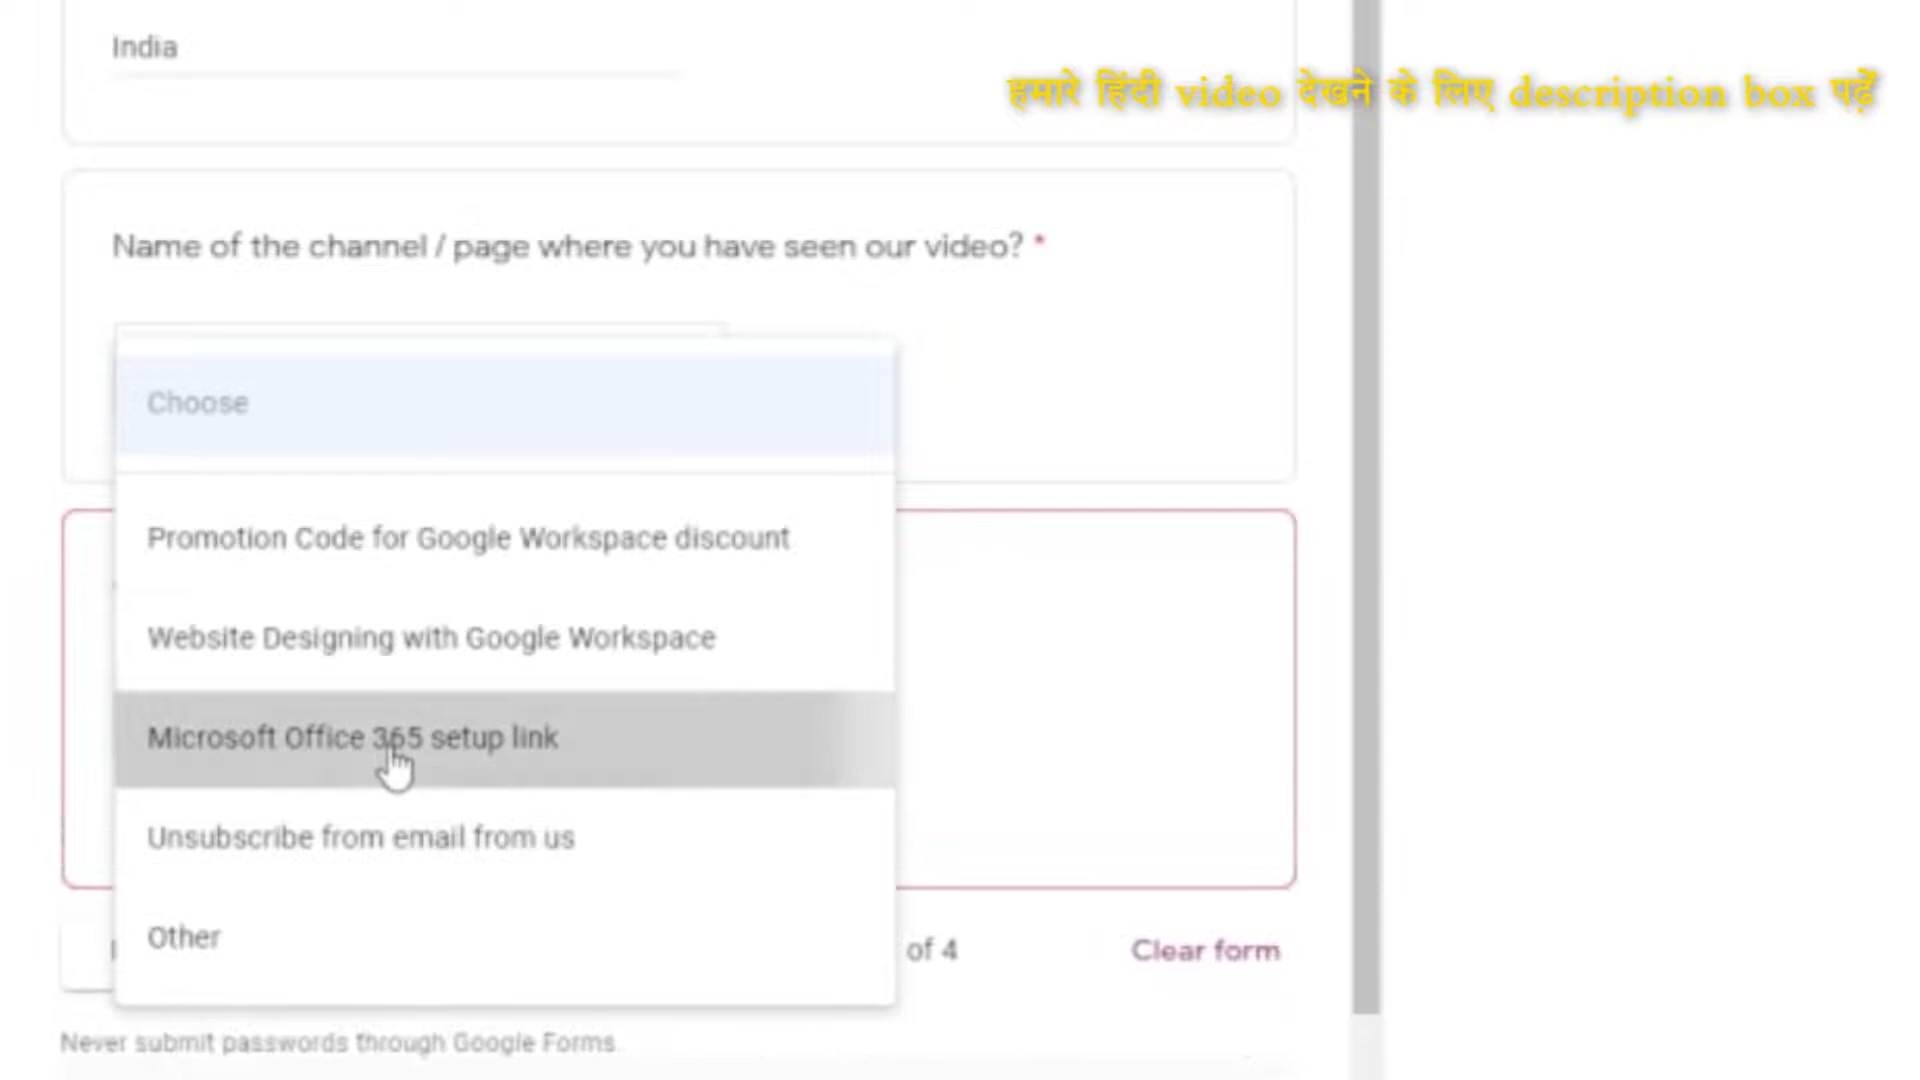 India
हमारे हिंदी video देखने के लिए description box पढ़ें
Name of the channel / page where you have seen our video? *
Choose
Promotion Code for Google Workspace discount
Website Designing with Google Workspace
Microsoft Office 365 setup link
Unsubscribe from email from us
Other
of 4
Clear form
Never submit passwords through Google Forms.